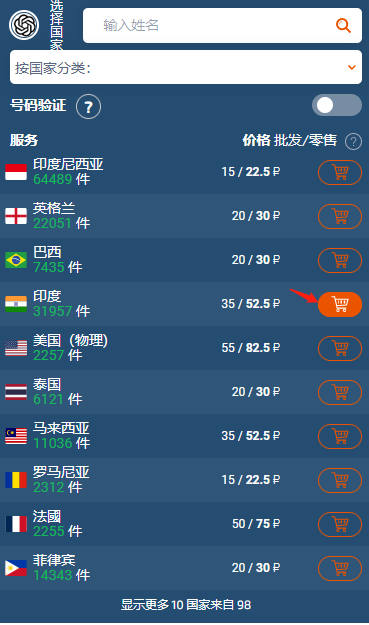 选择国家
输入姓名
按国家分类：
号码验证 ?
服务 价格 批发/零售 ?
印度尼西亚
64489 件
15 / 22.5 ₽
英格兰
22051 件
20 / 30 ₽
巴西
7435 件
20 / 30 ₽
印度
31957 件
35 / 52.5 ₽
美国（物理)
2257 件
55 / 82.5 ₽
泰国
6121 件
20 / 30 ₽
马来西亚
11036 件
35 / 52.5 ₽
罗马尼亚
2312 件
15 / 22.5 ₽
法國
2255 件
50 / 75 ₽
菲律宾
14343 件
20 / 30 ₽
显示更多 10 国家来自 98